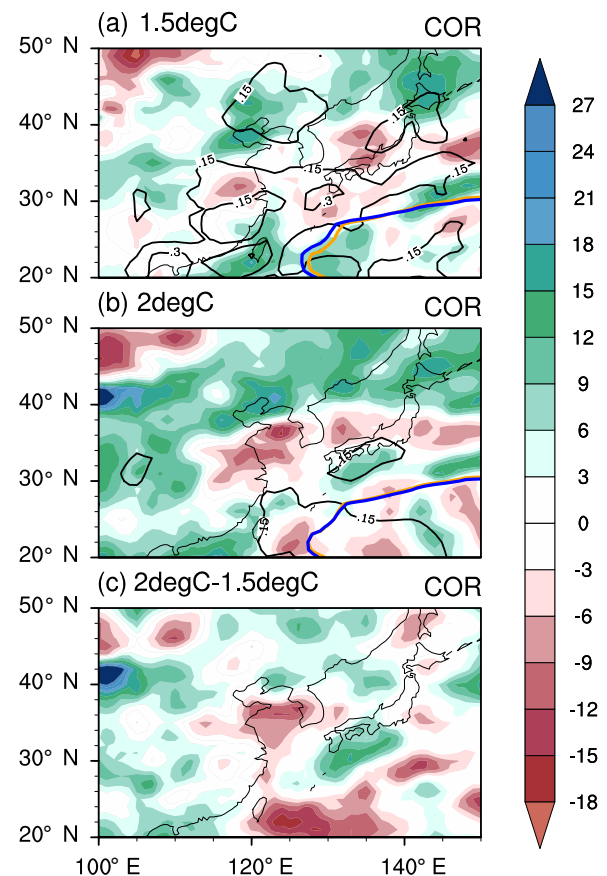 (a) 1.5degC COR
50° N
40° N
30° N
20° N
.15
.15
.15
.15
.15
.3
.3
.15
(b) 2degC COR
50° N
40° N
30° N
20° N
.15
.15
.15
(c) 2degC-1.5degC COR
50° N
40° N
30° N
20° N
100° E 120° E 140° E
27
24
21
18
15
12
9
6
3
0
-3
-6
-9
-12
-15
-18